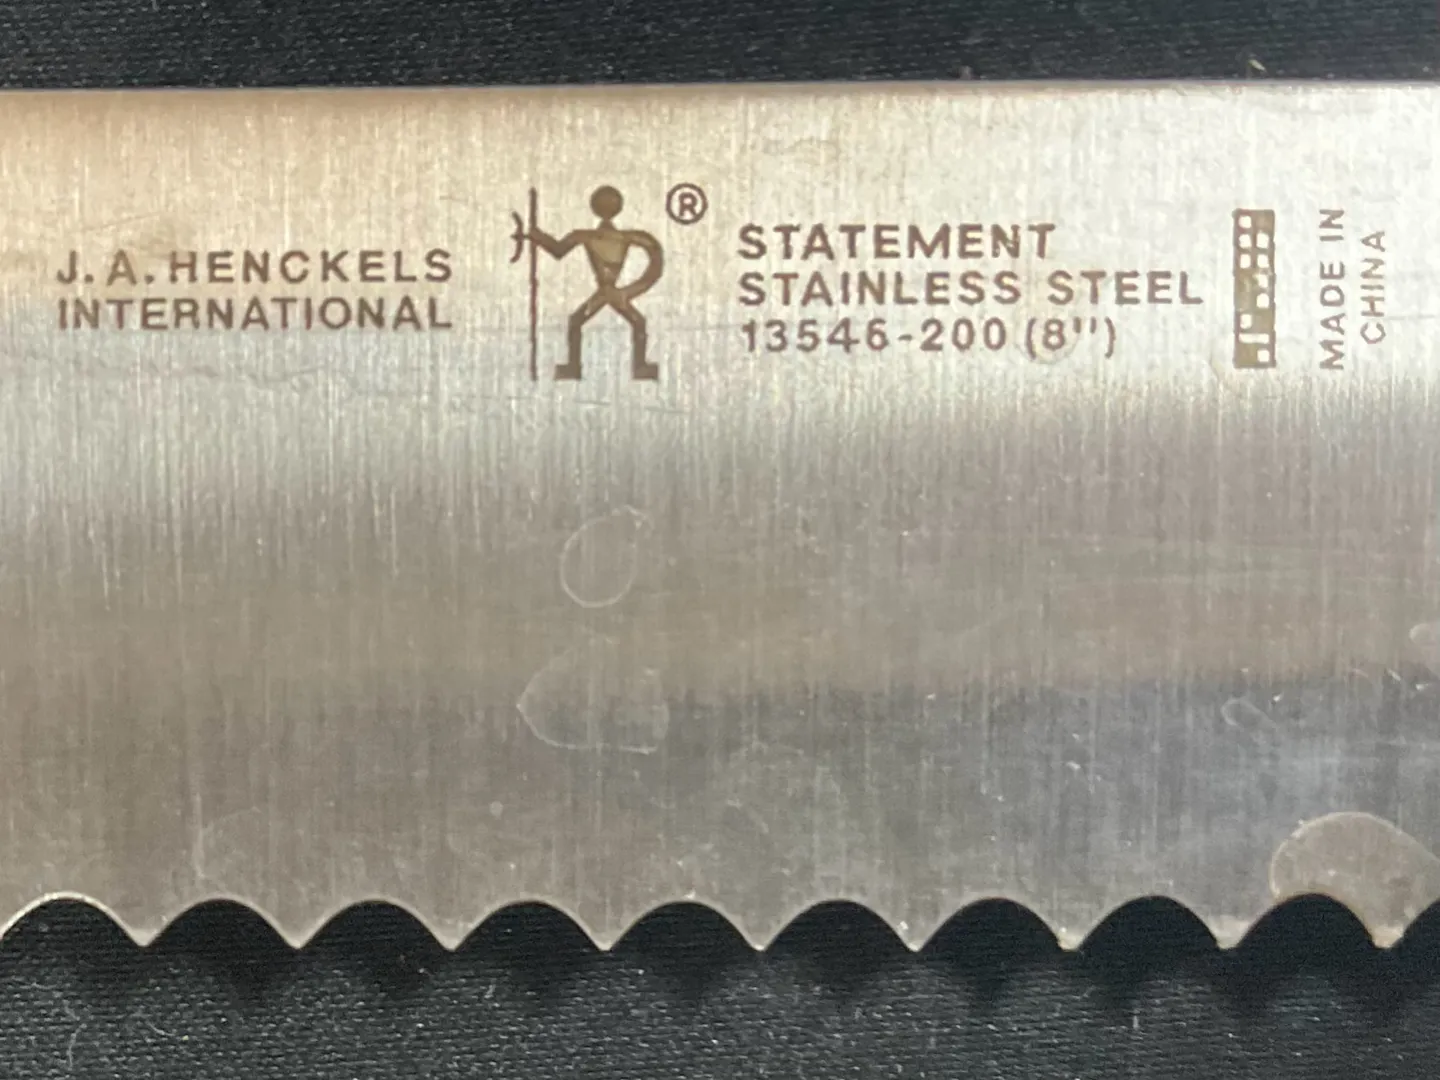 J.A. HENCKELS
INTERNATIONAL
®
STATEMENT
STAINLESS STEEL
13546-200 (8")
MADE IN
CHINA